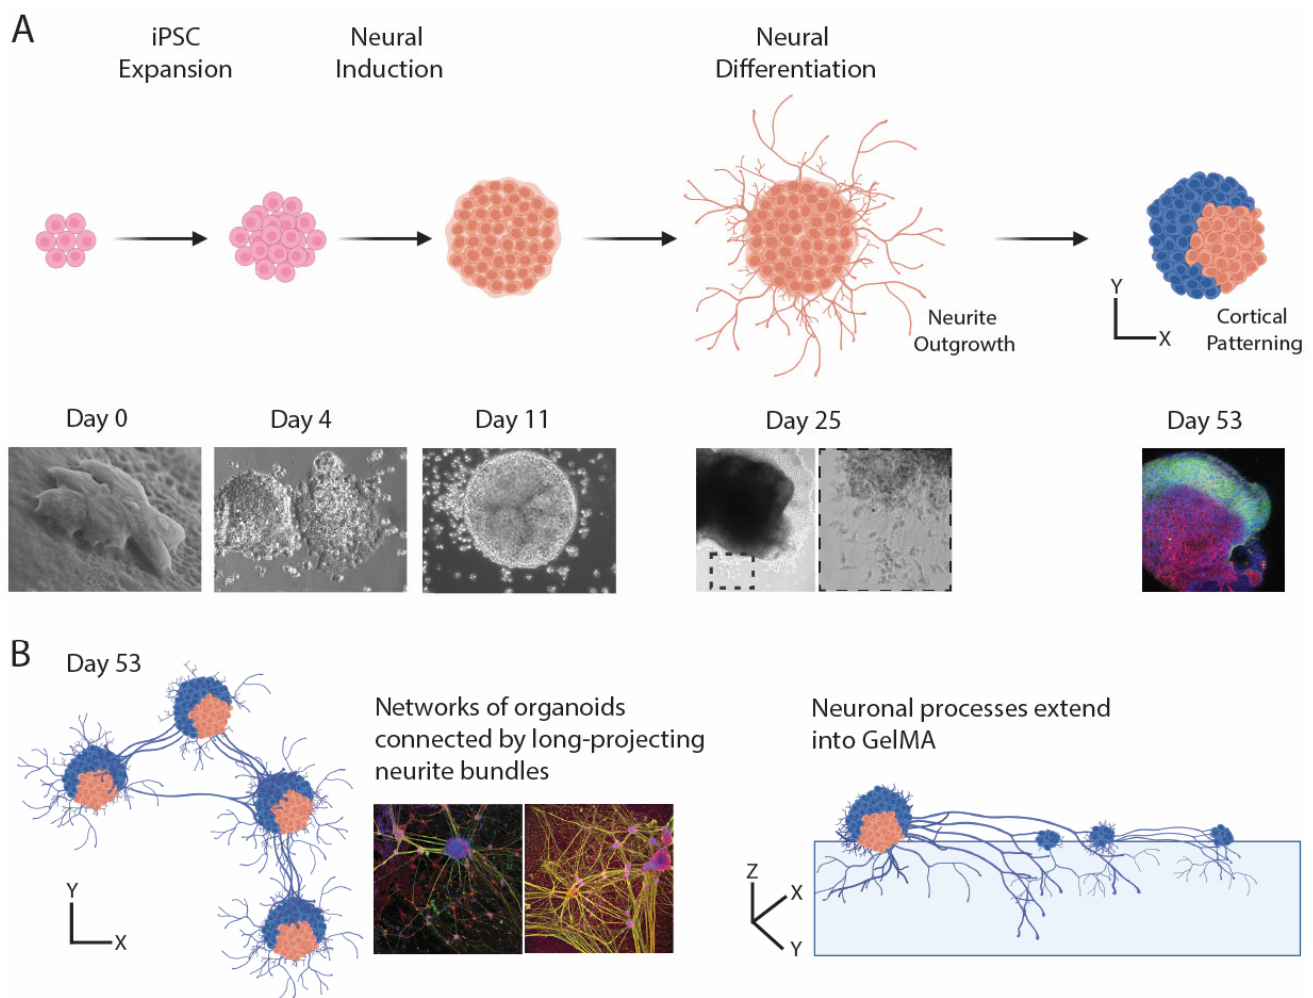 A
iPSC
Expansion
Neural
Induction
Neural
Differentiation
Neurite
Outgrowth
Y
X
Cortical
Patterning
Day 0
Day 4
Day 11
Day 25
Day 53
B
Day 53
Y
X
Networks of organoids
connected by long-projecting
neurite bundles
Neuronal processes extend
into GelMA
Z
X
Y